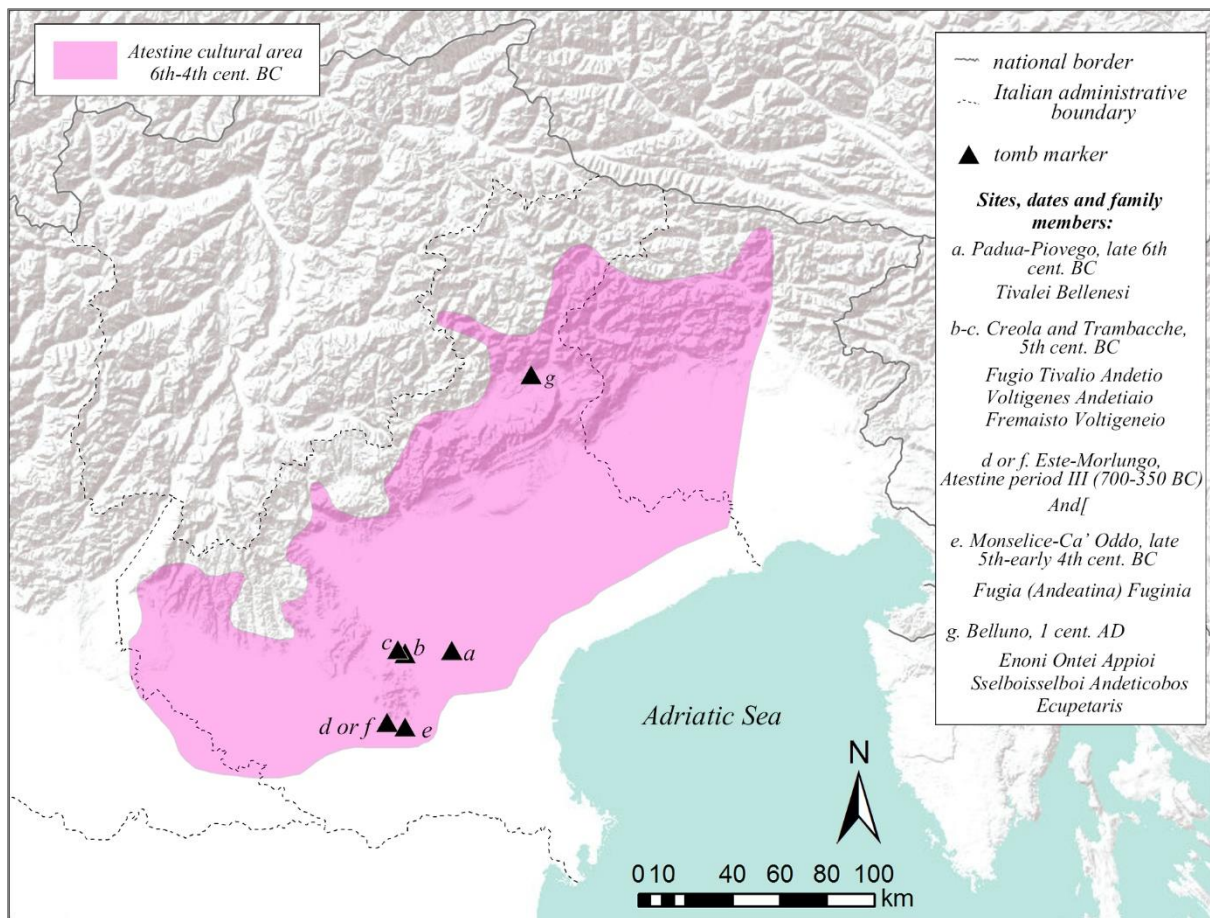 Atestine cultural area
6th-4th cent. BC
national border
Italian administrative
boundary
tomb marker
Sites, dates and family
members:
a. Padua-Piovego, late 6th
cent. BC
Tivalei Bellenesi
b-c. Creola and Trambacche,
5th cent. BC
Fugio Tivalio Andetio
Voltigenes Andetiaio
Fremaisto Voltigeneio
d or f. Este-Morlungo,
Atestine period III (700-350 BC)
And[
e. Monselice-Ca' Oddo, late
5th-early 4th cent. BC
Fugia (Andeatina) Fuginia
g. Belluno, 1 cent. AD
Enoni Ontei Appioi
Sselboisselboi Andeticobos
Ecupetaris
g
c
b
a
d or f
e
Adriatic Sea
N
0 10 20 40 60 80 100
km